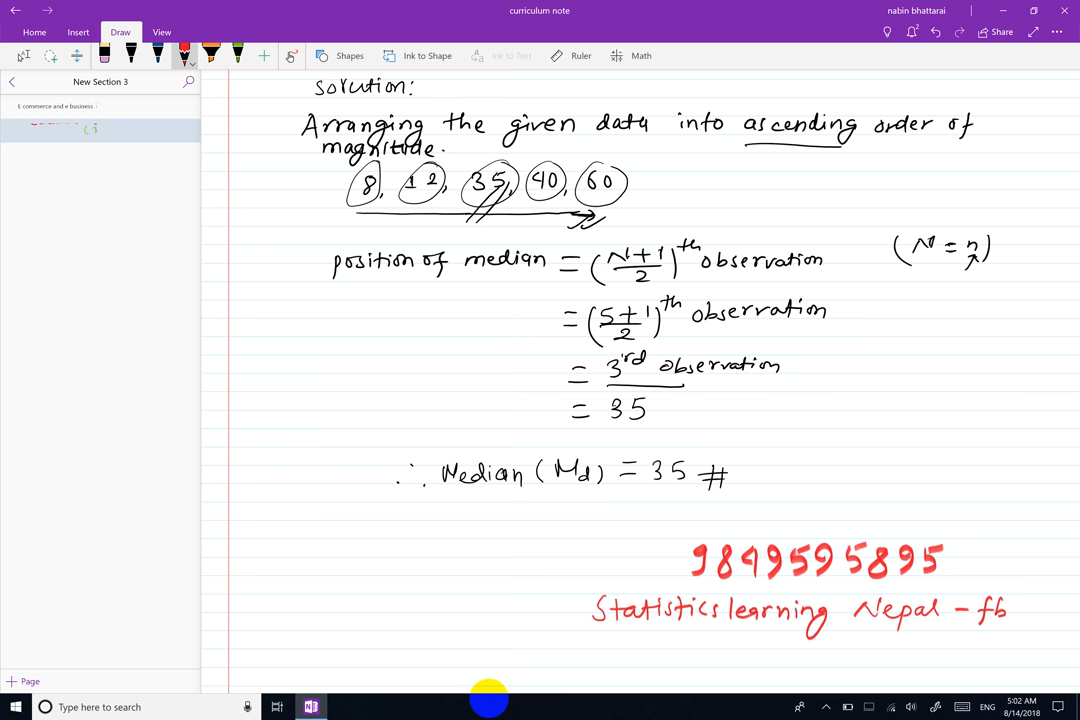 curriculum note
nabin bhattarai
Home Insert Draw View
Share
Shapes Ink to Shape Ink to Text Ruler Math
New Section 3
E commerce and e business
solution:
Arranging the given data into ascending order of
magnitude.
8, 12, 35, 40, 60
position of median = (N+1/2)th observation (N = n)
= (5+1/2)th observation
= 3rd observation
= 35
∴ Median (Md) = 35 #
9849595895
Statistics learning Nepal - fb
+ Page
Type here to search
ENG
5:02 AM
8/14/2018